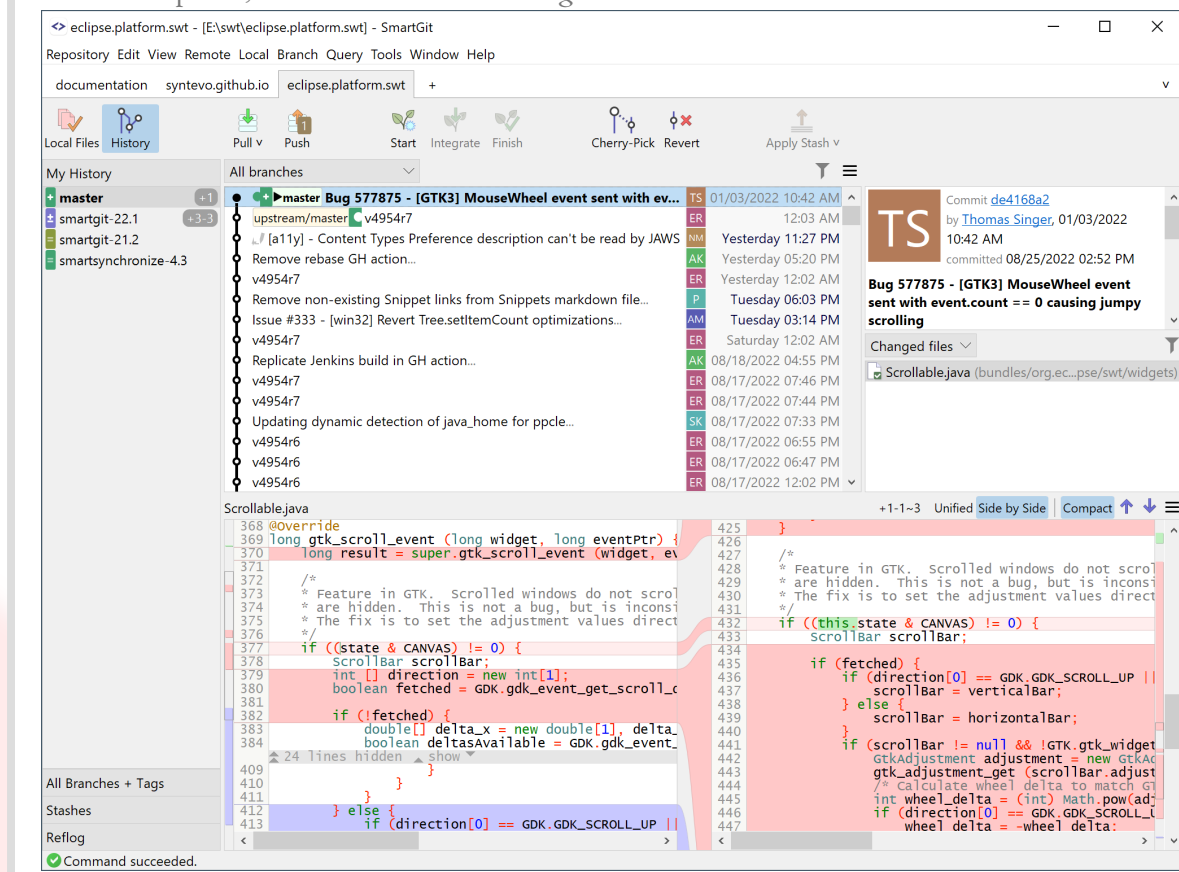 eclipse.platform.swt - [E:\swt\eclipse.platform.swt] - SmartGit
Repository Edit View Remote Local Branch Query Tools Window Help
documentation syntevo.github.io eclipse.platform.swt +
Local Files History Pull Push Start Integrate Finish Cherry-Pick Revert Apply Stash
1
My History
master +1
smartgit-22.1 +3-3
smartgit-21.2
smartsynchronize-4.3
All branches
master Bug 577875 - [GTK3] MouseWheel event sent with ev... TS 01/03/2022 10:42 AM
upstream/master v4954r7 ER 12:03 AM
[a11y] - Content Types Preference description can't be read by JAWS NM Yesterday 11:27 PM
Remove rebase GH action... AK Yesterday 05:20 PM
v4954r7 ER Yesterday 12:02 AM
Remove non-existing Snippet links from Snippets markdown file... P Tuesday 06:03 PM
Issue #333 - [win32] Revert Tree.setItemCount optimizations... AM Tuesday 03:14 PM
v4954r7 ER Saturday 12:02 AM
Replicate Jenkins build in GH action... AK 08/18/2022 04:55 PM
v4954r7 ER 08/17/2022 07:46 PM
v4954r7 ER 08/17/2022 07:44 PM
Updating dynamic detection of java_home for ppcle... SK 08/17/2022 07:33 PM
v4954r6 ER 08/17/2022 06:55 PM
v4954r6 ER 08/17/2022 06:47 PM
v4954r6 ER 08/17/2022 12:02 PM
TS
Commit de4168a2
by Thomas Singer, 01/03/2022
10:42 AM
committed 08/25/2022 02:52 PM
Bug 577875 - [GTK3] MouseWheel event
sent with event.count == 0 causing jumpy
scrolling
Changed files
Scrollable.java (bundles/org.ec...pse/swt/widgets)
Scrollable.java +1-1~3 Unified Side by Side Compact
368 @Override
369 long gtk_scroll_event (long widget, long eventPtr) {
370 long result = super.gtk_scroll_event (widget, ev
371
372 /*
373 * Feature in GTK. Scrolled windows do not scrol
374 * are hidden. This is not a bug, but is inconsi
375 * The fix is to set the adjustment values direct
376 */
377 if ((state & CANVAS) != 0) {
378 ScrollBar scrollBar;
379 int [] direction = new int[1];
380 boolean fetched = GDK.gdk_event_get_scroll_d
381
382 if (!fetched) {
383 double[] delta_x = new double[1], delta_
384 boolean deltasAvailable = GDK.gdk_event_
24 lines hidden show
409 }
410 }
411 }
412 } else {
413 if (direction[0] == GDK.GDK_SCROLL_UP ||
425 }
426
427 /*
428 * Feature in GTK. Scrolled windows do not scrol
429 * are hidden. This is not a bug, but is inconsi
430 * The fix is to set the adjustment values direct
431 */
432 if ((this.state & CANVAS) != 0) {
433 ScrollBar scrollBar;
434
435 if (fetched) {
436 if (direction[0] == GDK.GDK_SCROLL_UP ||
437 scrollBar = verticalBar;
438 } else {
439 scrollBar = horizontalBar;
440 }
441 if (scrollBar != null && !GTK.gtk_widget
442 GtkAdjustment adjustment = new GtkAd
443 gtk_adjustment_get (scrollBar.adjust
444 /* Calculate wheel delta to match GT
445 int wheel_delta = (int) Math.pow(adj
446 if (direction[0] == GDK.GDK_SCROLL_U
447 wheel_delta = -wheel_delta;
All Branches + Tags
Stashes
Reflog
Command succeeded.